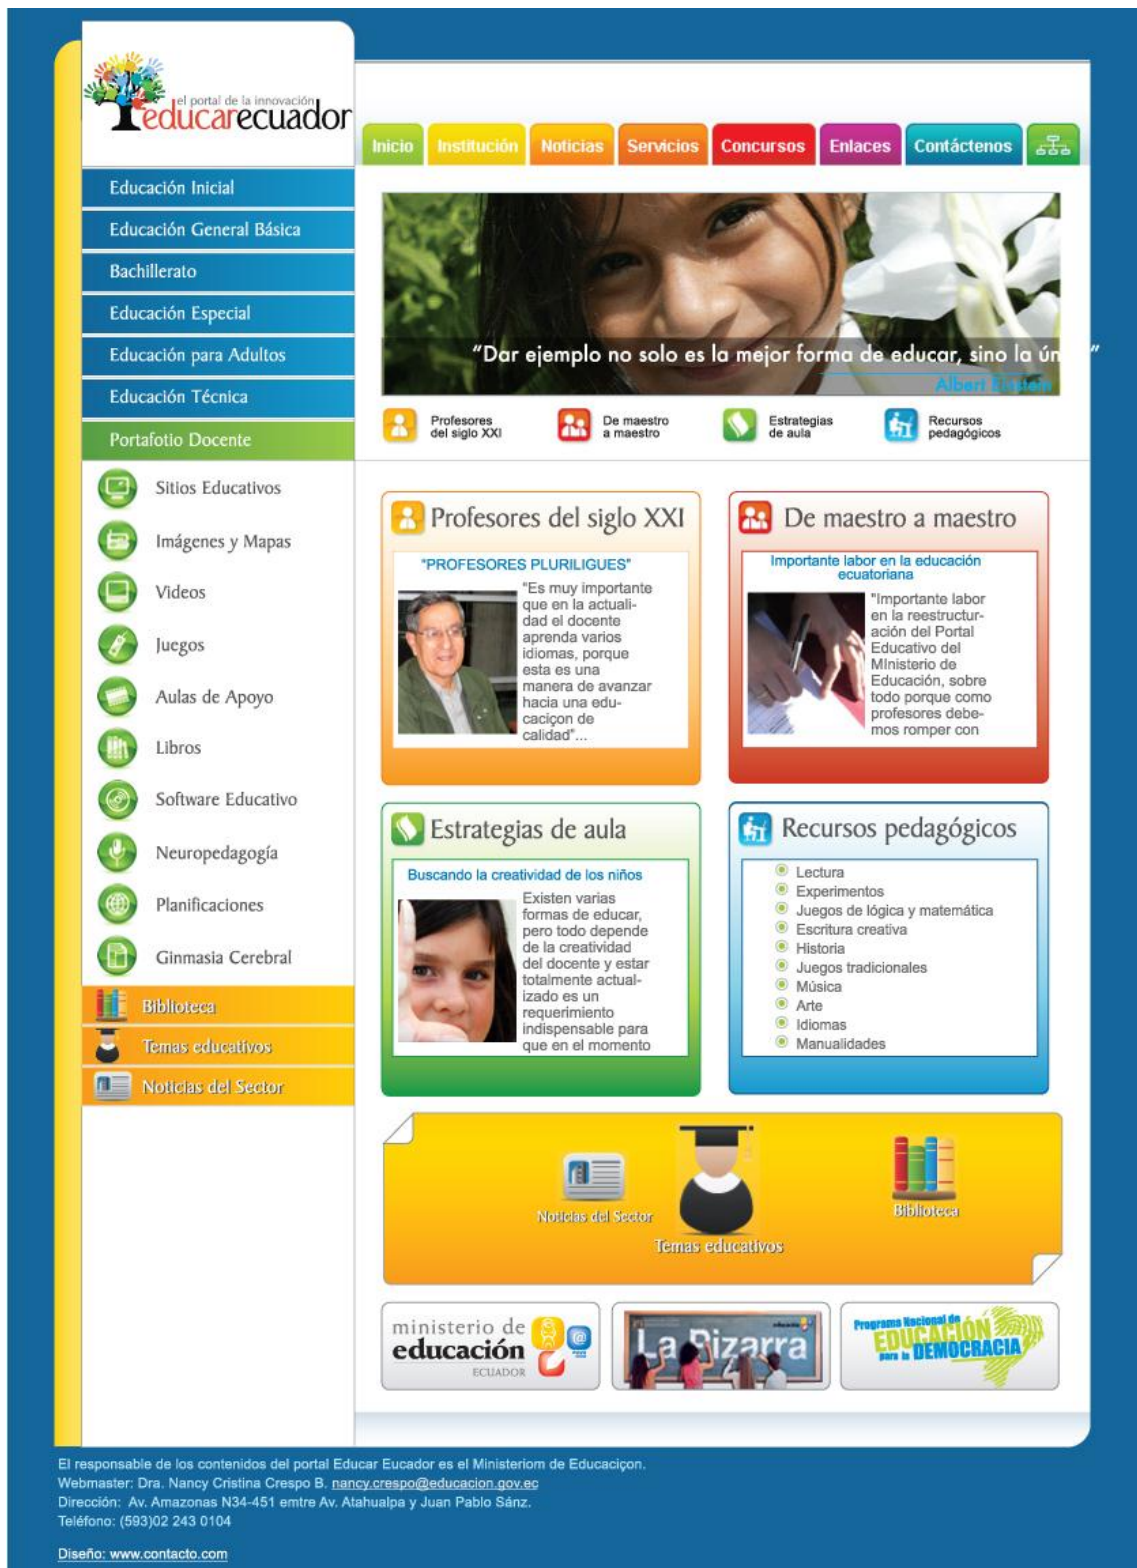 el portal de la innovación
educarecuador
Inicio Institución Noticias Servicios Concursos Enlaces Contáctenos
Educación Inicial
Educación General Básica
Bachillerato
Educación Especial
Educación para Adultos
Educación Técnica
Portafotio Docente
Sitios Educativos
Imágenes y Mapas
Videos
Juegos
Aulas de Apoyo
Libros
Software Educativo
Neuropedagogía
Planificaciones
Ginmasia Cerebral
Biblioteca
Temas educativos
Noticias del Sector
"Dar ejemplo no solo es la mejor forma de educar, sino la
Albert Einstein
Profesores
del siglo XXI
De maestro
a maestro
Estrategias
de aula
Recursos
pedagógicos
Profesores del siglo XXI
"PROFESORES PLURILIGUES"
"Es muy importante
que en la actuali-
dad el docente
aprenda varios
idiomas, porque
esta es una
manera de avanzar
hacia una edu-
caciçon de
calidad"...
De maestro a maestro
Importante labor en la educación
ecuatoriana
"Importante labor
en la reestructur-
ación del Portal
Educativo del
MInisterio de
Educación, sobre
todo porque como
profesores debe-
mos romper con
Estrategias de aula
Buscando la creatividad de los niños
Existen varias
formas de educar,
pero todo depende
de la creatividad
del docente y estar
totalmente actual-
izado es un
requerimiento
indispensable para
que en el momento
Recursos pedagógicos
Lectura
Experimentos
Juegos de lógica y matemática
Escritura creativa
Historia
Juegos tradicionales
Música
Arte
Idiomas
Manualidades
Noticias del Sector
Temas educativos
Biblioteca
ministerio de
educación
ECUADOR
La Pizarra
Programa Nacional de
EDUCACIÓN
para la DEMOCRACIA
El responsable de los contenidos del portal Educar Eucador es el Ministeriom de Educaciçon.
Webmaster: Dra. Nancy Cristina Crespo B. nancy.crespo@educacion.gov.ec
Dirección: Av. Amazonas N34-451 emtre Av. Atahualpa y Juan Pablo Sánz.
Teléfono: (593)02 243 0104
Diseño: www.contacto.com